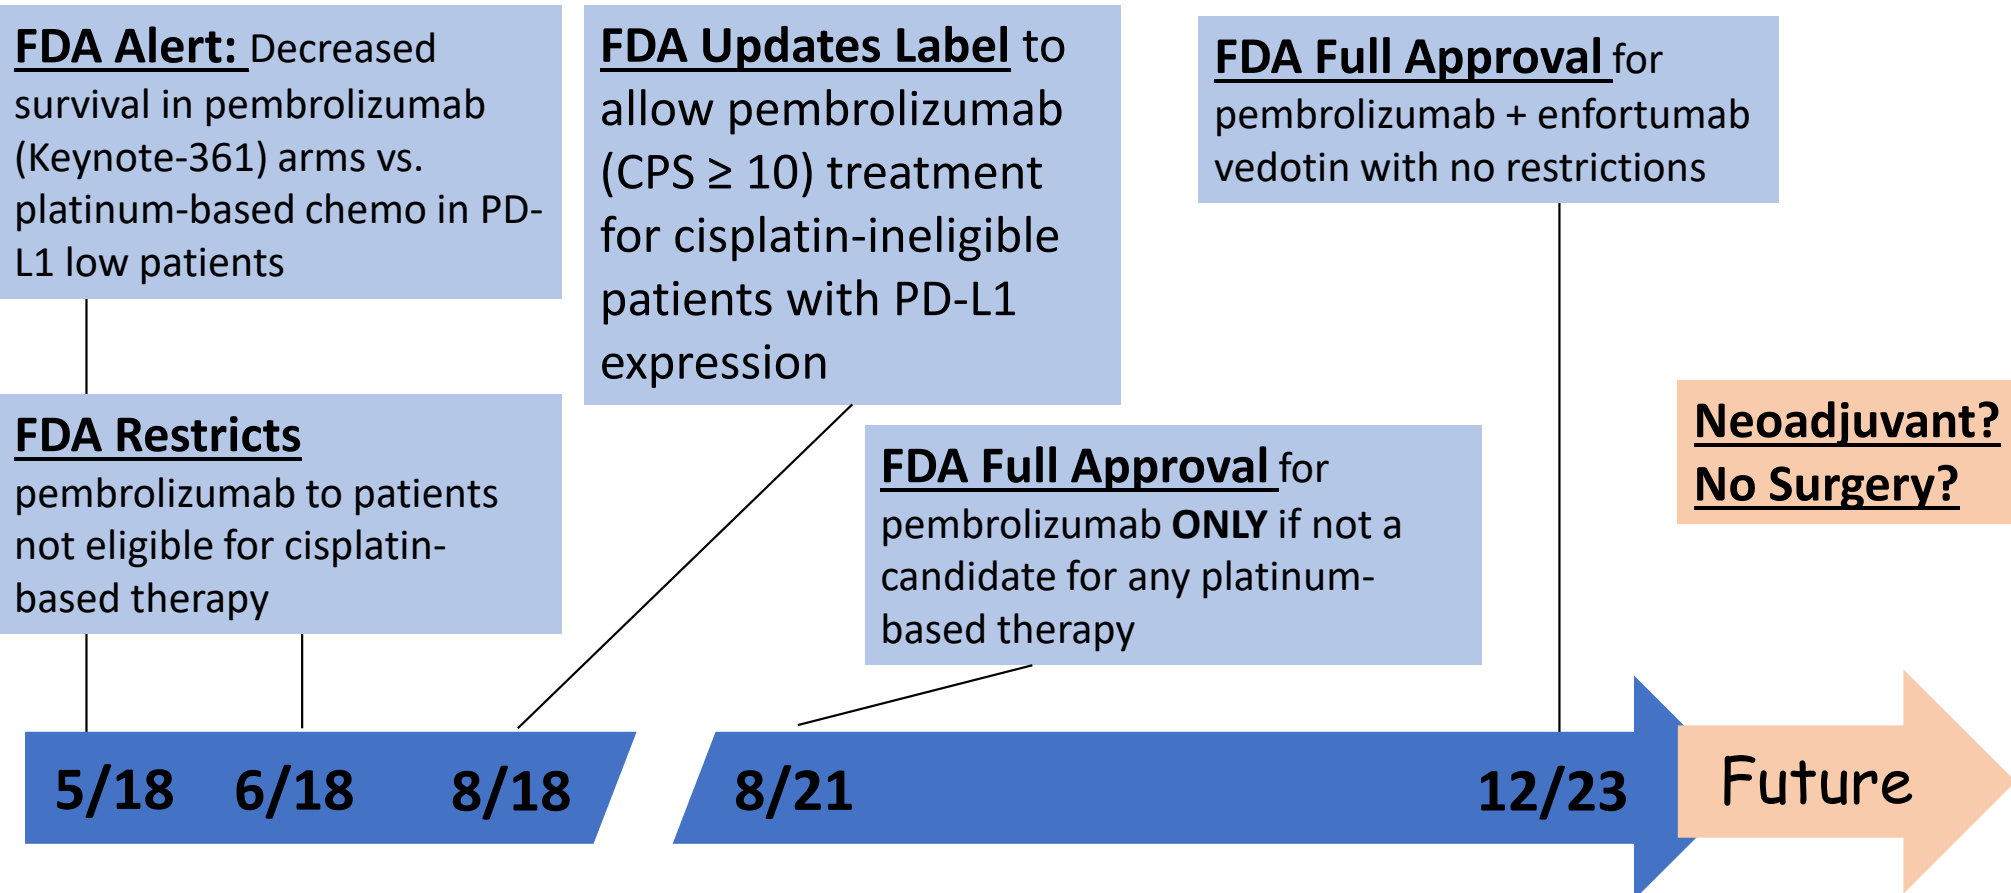 FDA Alert: Decreased
survival in pembrolizumab
(Keynote-361) arms vs.
platinum-based chemo in PD-
L1 low patients
FDA Restricts
pembrolizumab to patients
not eligible for cisplatin-
based therapy
FDA Updates Label to
allow pembrolizumab
(CPS ≥ 10) treatment
for cisplatin-ineligible
patients with PD-L1
expression
FDA Full Approval for
pembrolizumab ONLY if not a
candidate for any platinum-
based therapy
FDA Full Approval for
pembrolizumab + enfortumab
vedotin with no restrictions
Neoadjuvant?
No Surgery?
5/18
6/18
8/18
8/21
12/23
Future